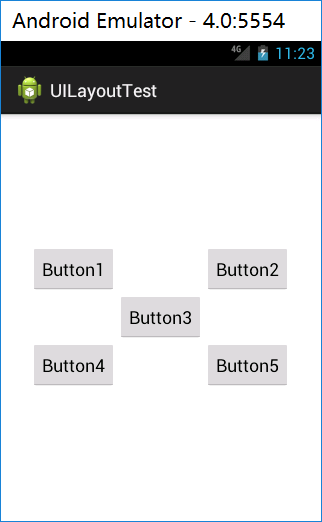 Android Emulator - 4.0:5554
4G 11:23
UILayoutTest
Button1 Button2
Button3
Button4 Button5